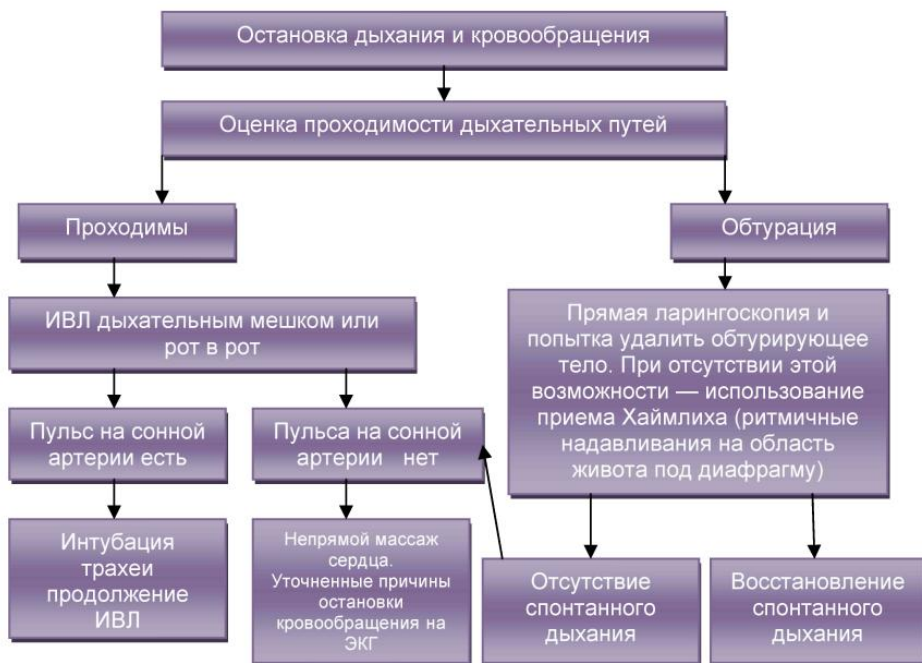 Остановка дыхания и кровообращения
Оценка проходимости дыхательных путей
Проходимы
Обтурация
ИВЛ дыхательным мешком или
рот в рот
Прямая ларингоскопия и
попытка удалить обтурирующее
тело. При отсутствии этой
возможности — использование
приема Хаймлиха (ритмичные
надавливания на область
живота под диафрагму)
Пульс на сонной
артерии есть
Пульса на сонной
артерии нет
Интубация
трахеи
продолжение
ИВЛ
Непрямой массаж
сердца.
Уточненные причины
остановки
кровообращения на
ЭКГ
Отсутствие
спонтанного
дыхания
Восстановление
спонтанного
дыхания